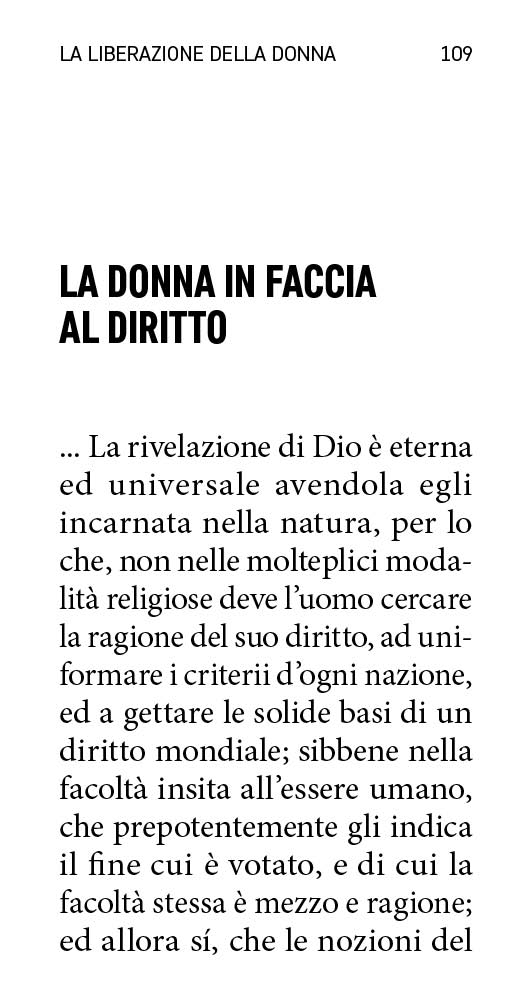 LA LIBERAZIONE DELLA DONNA 109
LA DONNA IN FACCIA
AL DIRITTO
... La rivelazione di Dio è eterna
ed universale avendola egli
incarnata nella natura, per lo
che, non nelle molteplici moda-
lità religiose deve l’uomo cercare
la ragione del suo diritto, ad uni-
formare i criterii d’ogni nazione,
ed a gettare le solide basi di un
diritto mondiale; sibbene nella
facoltà insita all’essere umano,
che prepotentemente gli indica
il fine cui è votato, e di cui la
facoltà stessa è mezzo e ragione;
ed allora sí, che le nozioni del